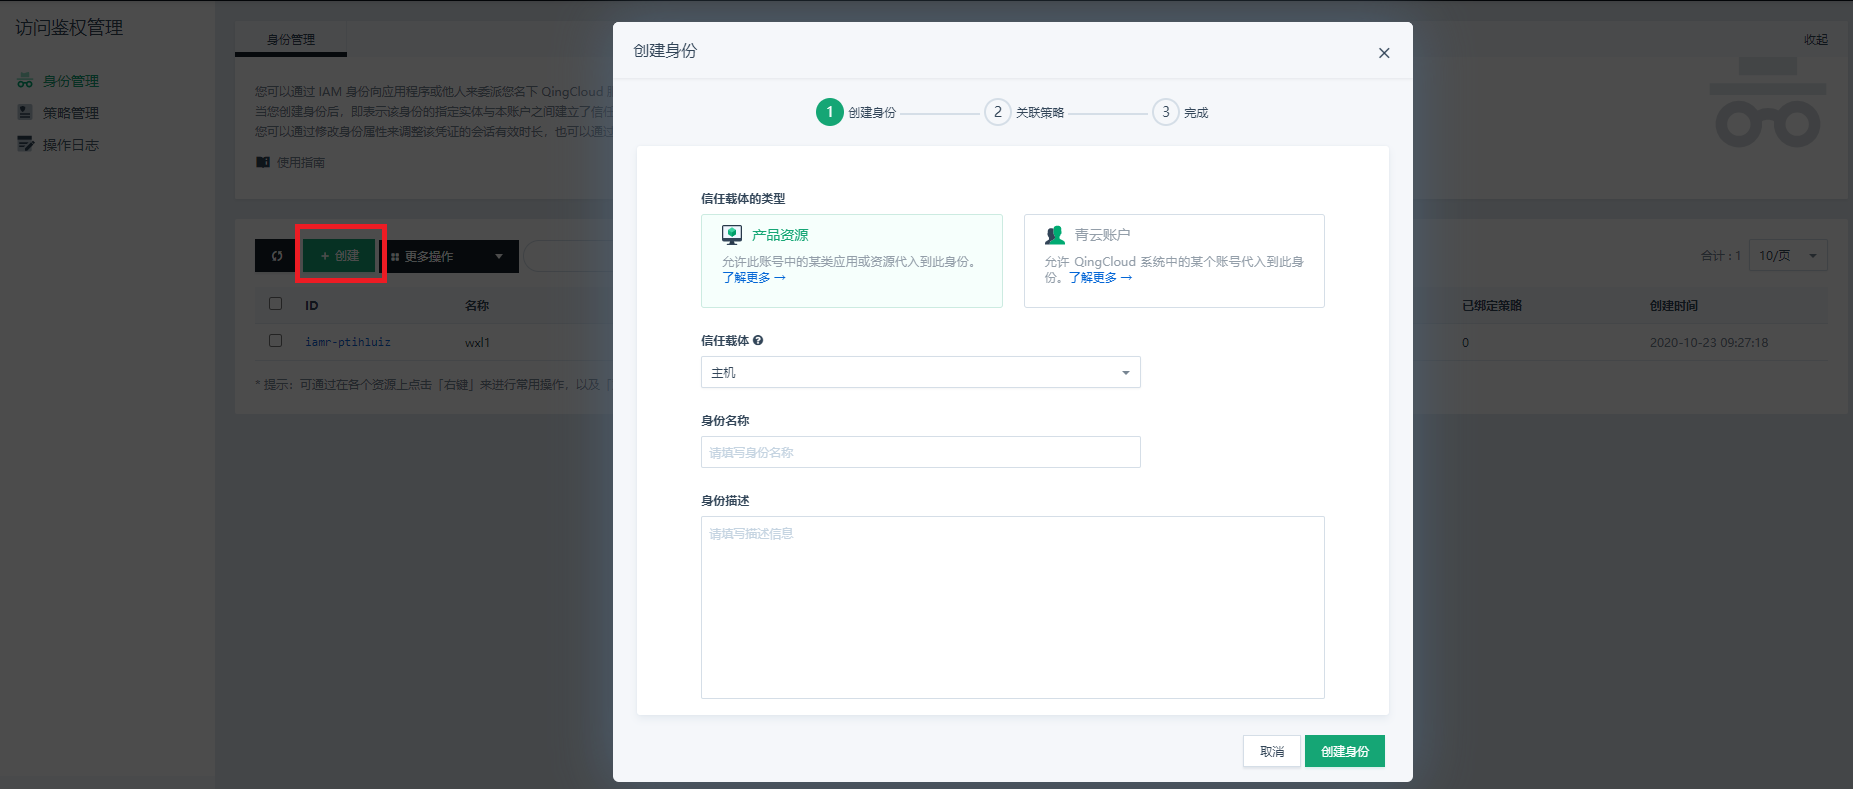 访问鉴权管理
身份管理
策略管理
操作日志
身份管理
收起
您可以通过 IAM 身份向应用程序或他人来委派您名下 QingCloud
当您创建身份后，即表示该身份的指定实体与本账户之间建立了信任
您可以通过修改身份属性来调整该凭证的会话有效时长，也可以通过
使用指南
+ 创建
更多操作
合计：1
10/页
ID
名称
已绑定策略
创建时间
iamr-ptih1uiz
wxl1
0
2020-10-23 09:27:18
* 提示：可通过在各个资源上点击「右键」来进行常用操作，以及「
创建身份
×
1 创建身份
2 关联策略
3 完成
信任载体的类型
产品资源
允许此账号中的某类应用或资源代入到此身份。
了解更多 →
青云账户
允许 QingCloud 系统中的某个账号代入到此身
份。了解更多 →
信任载体
主机
身份名称
请填写身份名称
身份描述
请填写描述信息
取消
创建身份